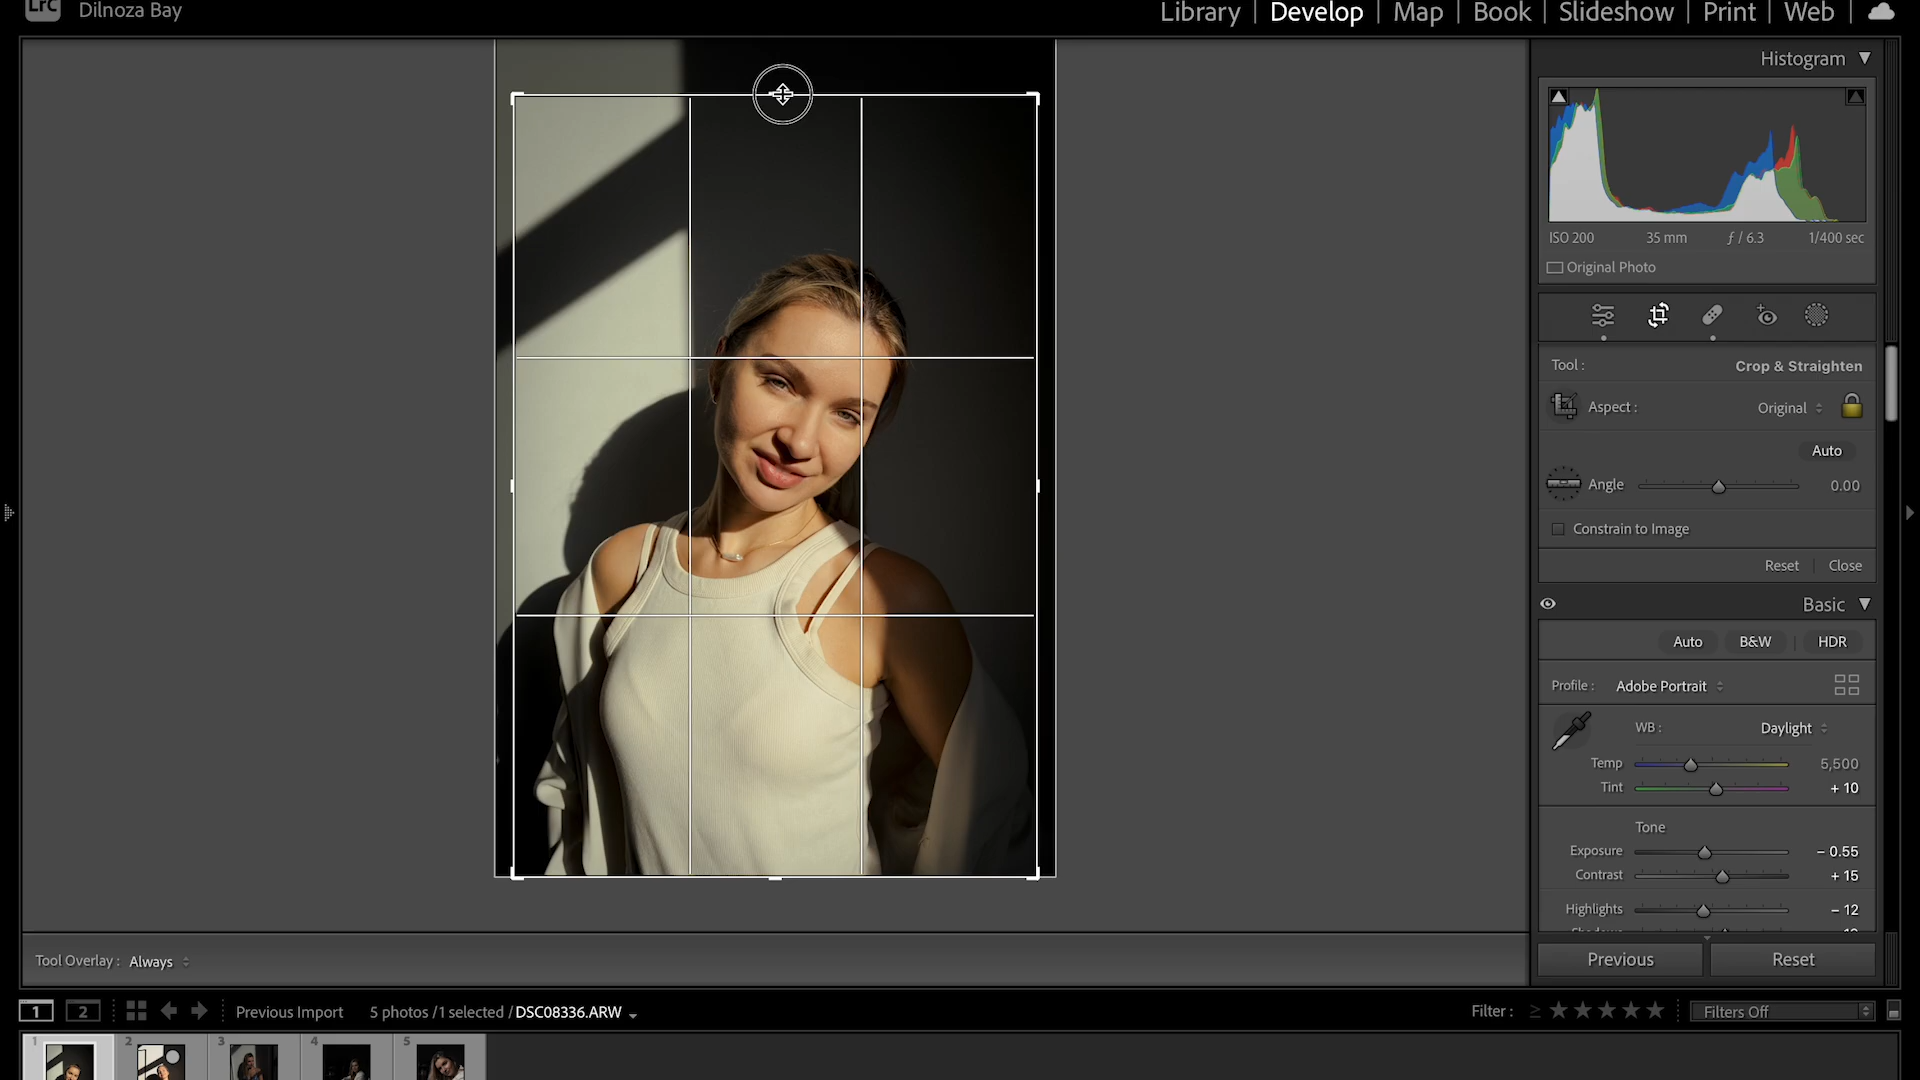 LrC
Dilnoza Bay
Library | Develop | Map | Book | Slideshow | Print | Web
Histogram
ISO 200 35 mm ƒ / 6.3 1/400 sec
Original Photo
Tool : Crop & Straighten
Aspect : Original
Auto
Angle 0.00
Constrain to Image
Reset Close
Basic
Auto B&W HDR
Profile : Adobe Portrait
WB : Daylight
Temp 5,500
Tint + 10
Tone
Exposure – 0.55
Contrast + 15
Highlights – 12
Previous Reset
Tool Overlay : Always
1 2 Previous Import 5 photos / 1 selected / DSC08336.ARW Filter : ≥ ★★★★★ Filters Off
1 2 3 4 5